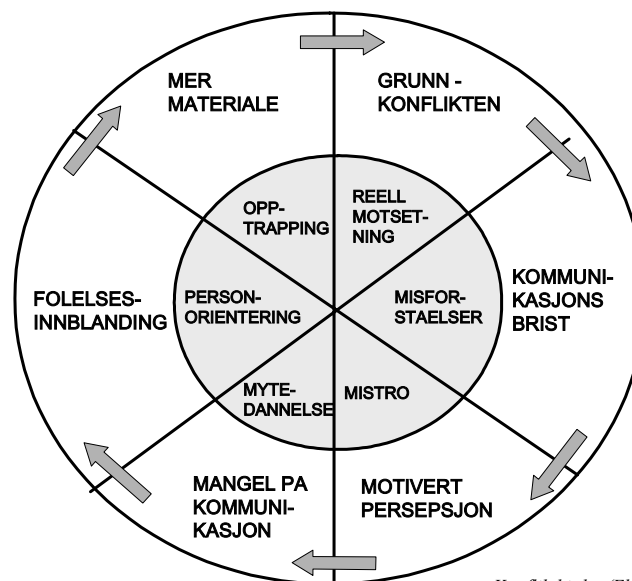 MER
MATERIALE
GRUNN -
KONFLIKTEN
OPP-
TRAPPING
REELL
MOTSET-
NING
FOLELSES-
INNBLANDING
PERSON-
ORIENTERING
MISFOR-
STAELSER
KOMMUNI-
KASJONS
BRIST
MYTE-
DANNELSE
MISTRO
MANGEL PA
KOMMUNI-
KASJON
MOTIVERT
PERSEPSJON